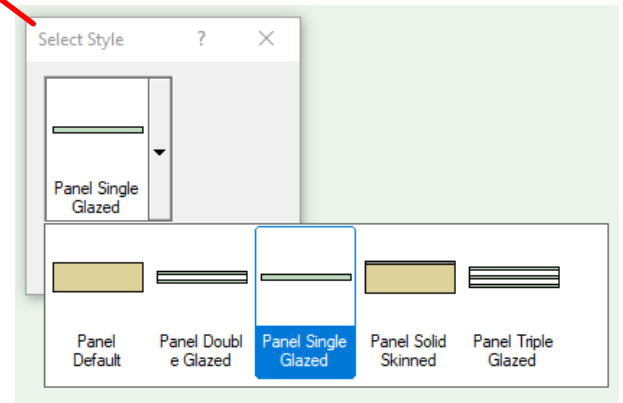 Select Style ?
Panel Single
Glazed
Panel Default
Panel Doubl
e Glazed
Panel Single
Glazed
Panel Solid
Skinned
Panel Triple
Glazed